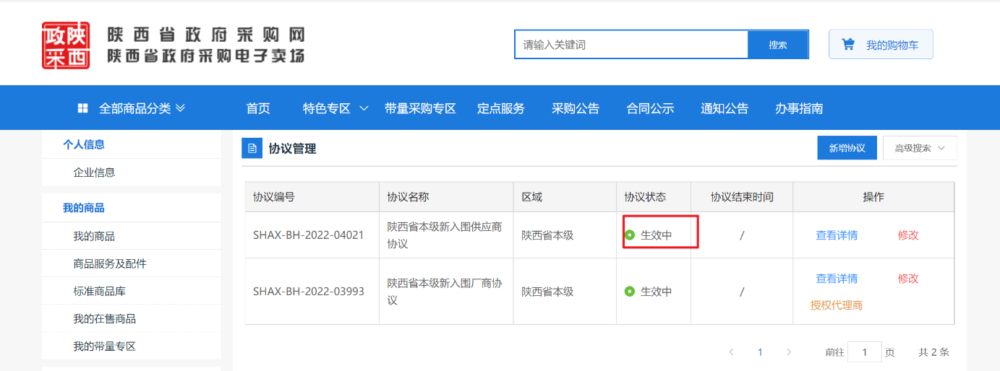 政陕
采西
陕西省政府采购网
陕西省政府采购电子卖场
请输入关键词
搜索
我的购物车
全部商品分类
首页
特色专区
带量采购专区
定点服务
采购公告
合同公示
通知公告
办事指南
个人信息
企业信息
我的商品
我的商品
商品服务及配件
标准商品库
我的在售商品
我的带量专区
协议管理
新增协议
高级搜索
协议编号 协议名称 区域 协议状态 协议结束时间 操作
SHAX-BH-2022-04021 陕西省本级新入围供应商 陕西省本级 生效中 / 查看详情 修改
协议
SHAX-BH-2022-03993 陕西省本级新入围厂商协 陕西省本级 生效中 / 查看详情 修改
议
授权代理商
1 前往 1 页 共 2 条